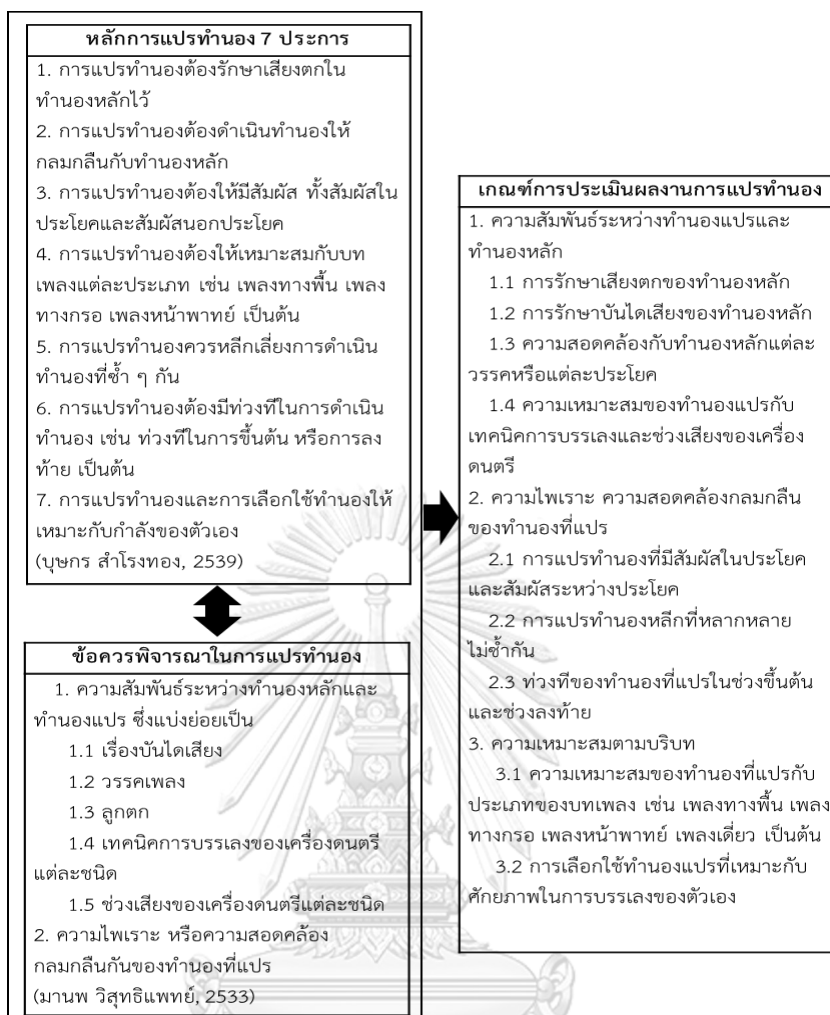 หลักการแปรทำนอง 7 ประการ
1. การแปรทำนองต้องรักษาเสียงตกใน
ทำนองหลักไว้
2. การแปรทำนองต้องดำเนินทำนองให้
กลมกลืนกับทำนองหลัก
3. การแปรทำนองต้องให้มีสัมผัส ทั้งสัมผัสใน
ประโยคและสัมผัสนอกประโยค
4. การแปรทำนองต้องให้เหมาะสมกับบท
เพลงแต่ละประเภท เช่น เพลงทางพื้น เพลง
ทางกรอ เพลงหน้าพาทย์ เป็นต้น
5. การแปรทำนองควรหลีกเลี่ยงการดำเนิน
ทำนองที่ซ้ำ ๆ กัน
6. การแปรทำนองต้องมีท่วงทีในการดำเนิน
ทำนอง เช่น ท่วงทีในการขึ้นต้น หรือการลง
ท้าย เป็นต้น
7. การแปรทำนองและการเลือกใช้ทำนองให้
เหมาะกับกำลังของตัวเอง
(บุษกร สำโรงทอง, 2539)
ข้อควรพิจารณาในการแปรทำนอง
1. ความสัมพันธ์ระหว่างทำนองหลักและ
ทำนองแปร ซึ่งแบ่งย่อยเป็น
1.1 เรื่องบันไดเสียง
1.2 วรรคเพลง
1.3 ลูกตก
1.4 เทคนิคการบรรเลงของเครื่องดนตรี
แต่ละชนิด
1.5 ช่วงเสียงของเครื่องดนตรีแต่ละชนิด
2. ความไพเราะ หรือความสอดคล้อง
กลมกลืนกันของทำนองที่แปร
(มานพ วิสุทธิแพทย์, 2533)
เกณฑ์การประเมินผลงานการแปรทำนอง
1. ความสัมพันธ์ระหว่างทำนองแปรและ
ทำนองหลัก
1.1 การรักษาเสียงตกของทำนองหลัก
1.2 การรักษาบันไดเสียงของทำนองหลัก
1.3 ความสอดคล้องกับทำนองหลักแต่ละ
วรรคหรือแต่ละประโยค
1.4 ความเหมาะสมของทำนองแปรกับ
เทคนิคการบรรเลงและช่วงเสียงของเครื่อง
ดนตรี
2. ความไพเราะ ความสอดคล้องกลมกลืน
ของทำนองที่แปร
2.1 การแปรทำนองที่มีสัมผัสในประโยค
และสัมผัสระหว่างประโยค
2.2 การแปรทำนองหลีกที่หลากหลาย
ไม่ซ้ำกัน
2.3 ท่วงทีของทำนองที่แปรในช่วงขึ้นต้น
และช่วงลงท้าย
3. ความเหมาะสมตามบริบท
3.1 ความเหมาะสมของทำนองที่แปรกับ
ประเภทของบทเพลง เช่น เพลงทางพื้น เพลง
ทางกรอ เพลงหน้าพาทย์ เพลงเดี่ยว เป็นต้น
3.2 การเลือกใช้ทำนองแปรที่เหมาะกับ
ศักยภาพในการบรรเลงของตัวเอง